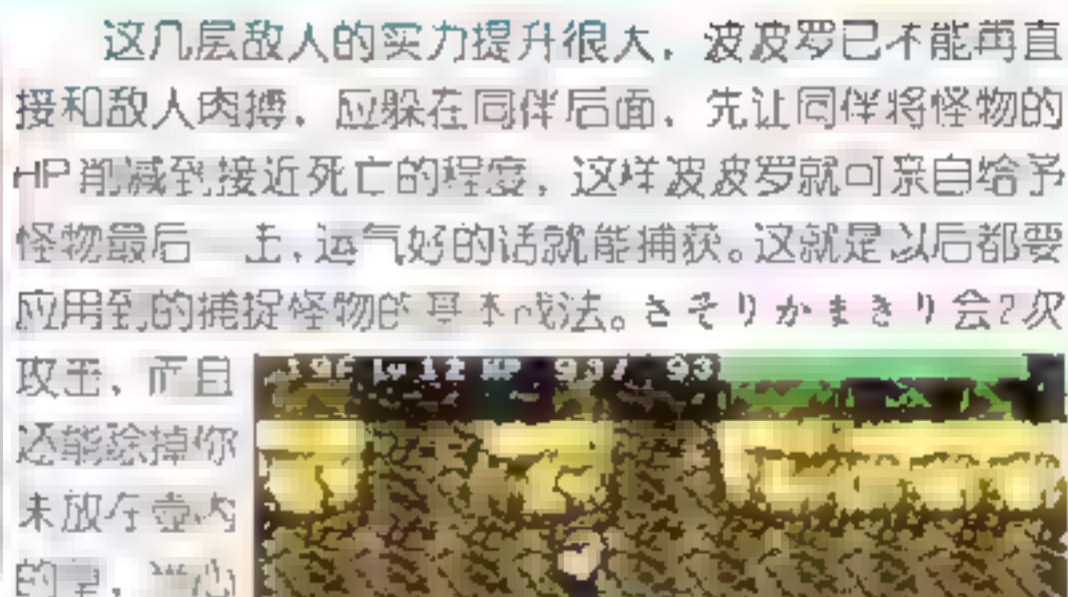 这几层敌人的实力提升很大，波波罗已不能再直
接和敌人肉搏，应躲在同伴后面，先让同伴将怪物的
HP削减到接近死亡的程度，这样波波罗就可亲自给予
怪物最后一击，运气好的话就能捕获。这就是以后都要
应用到的捕捉怪物的基本战法。さそりかまきり会2次
攻击，而且
还能除掉你
未放在壶内
的
19F Lv 12 HP 93/ 93